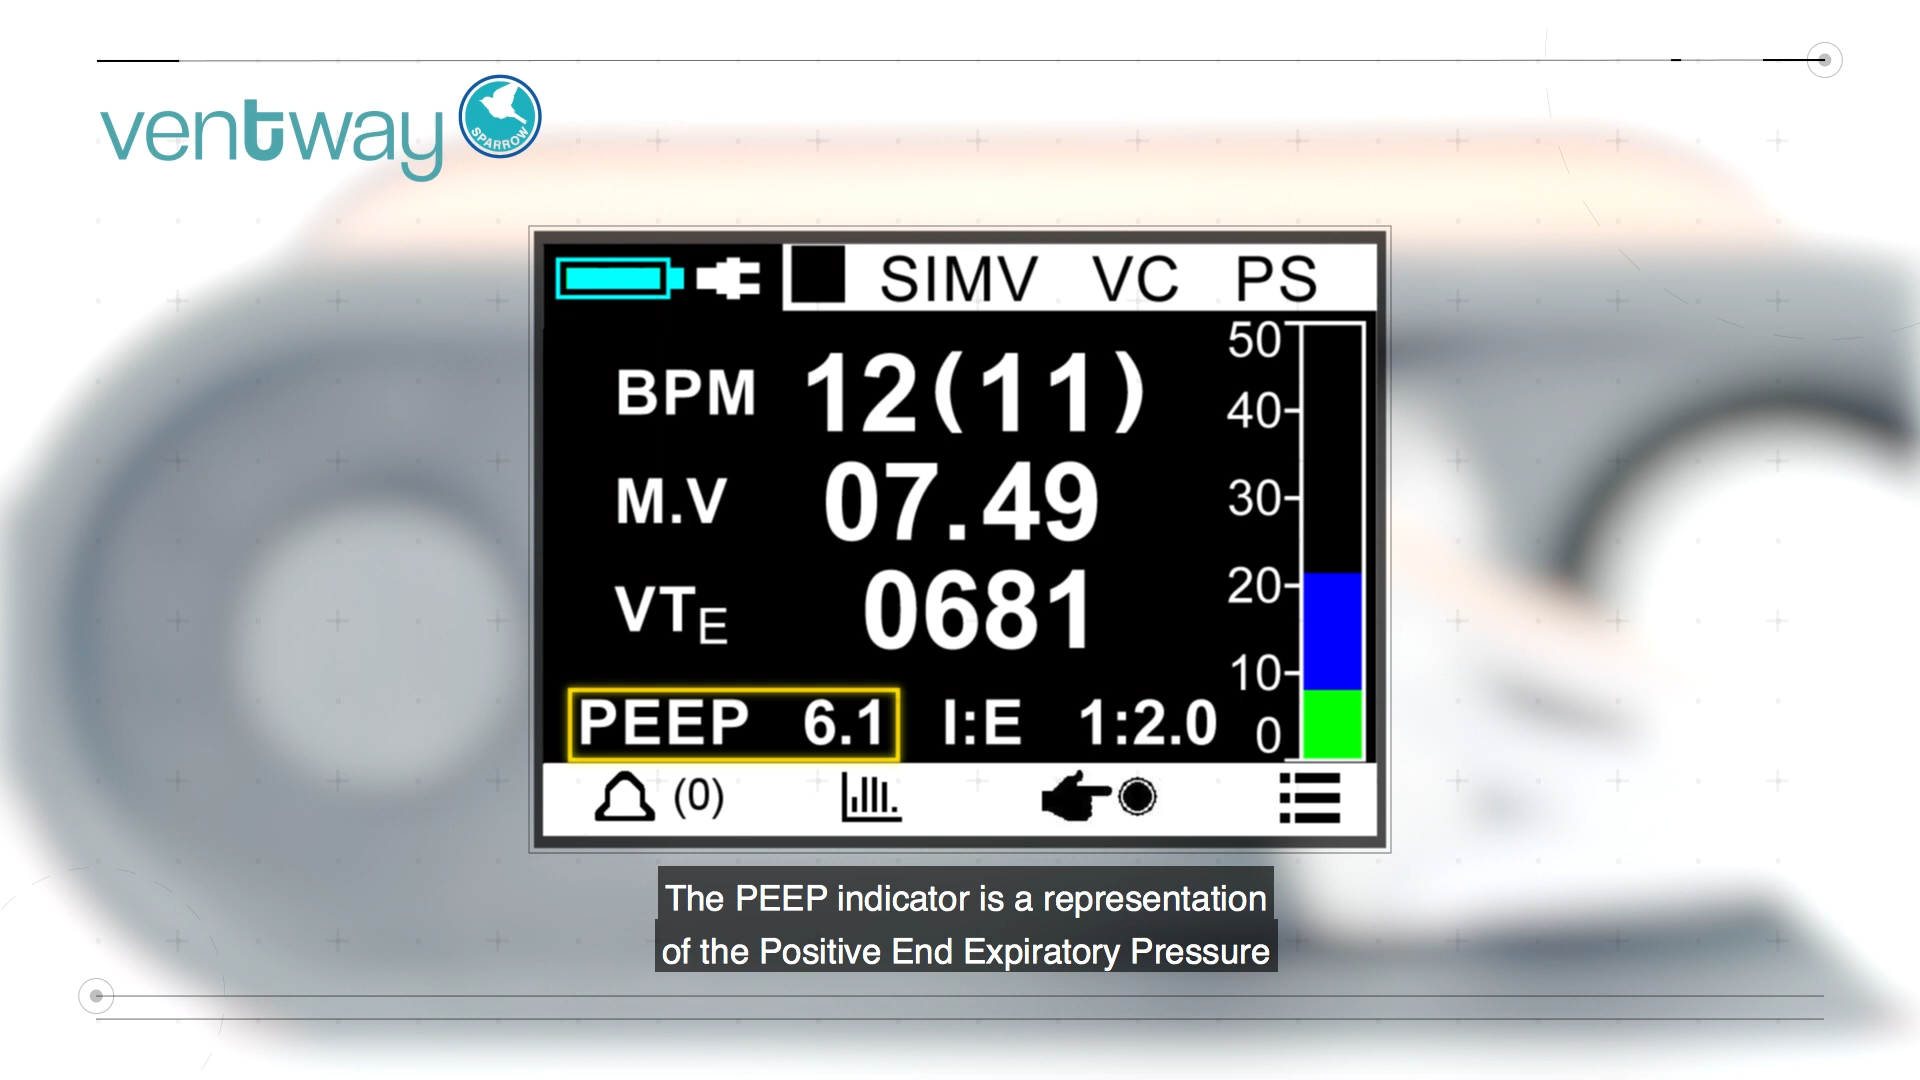 ventway
SPARROW
SIMV VC PS
BPM 12(11)
M.V 07.49
VTE 0681
PEEP 6.1 I:E 1:2.0
50
40
30
20
10
0
(0)
The PEEP indicator is a representation
of the Positive End Expiratory Pressure